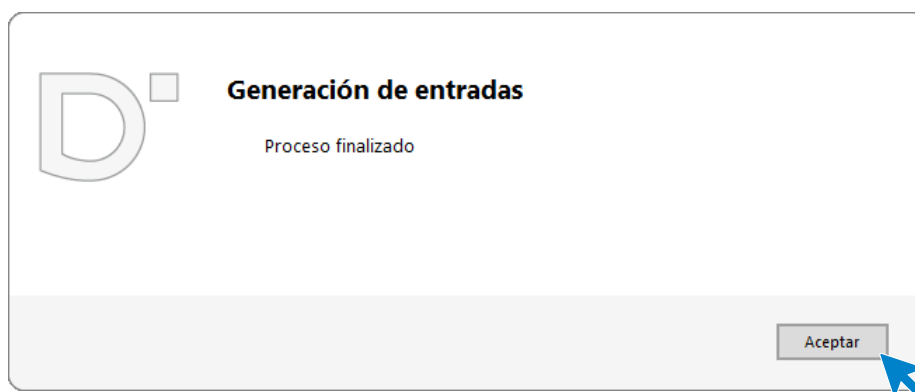 Generación de entradas
Proceso finalizado
Aceptar